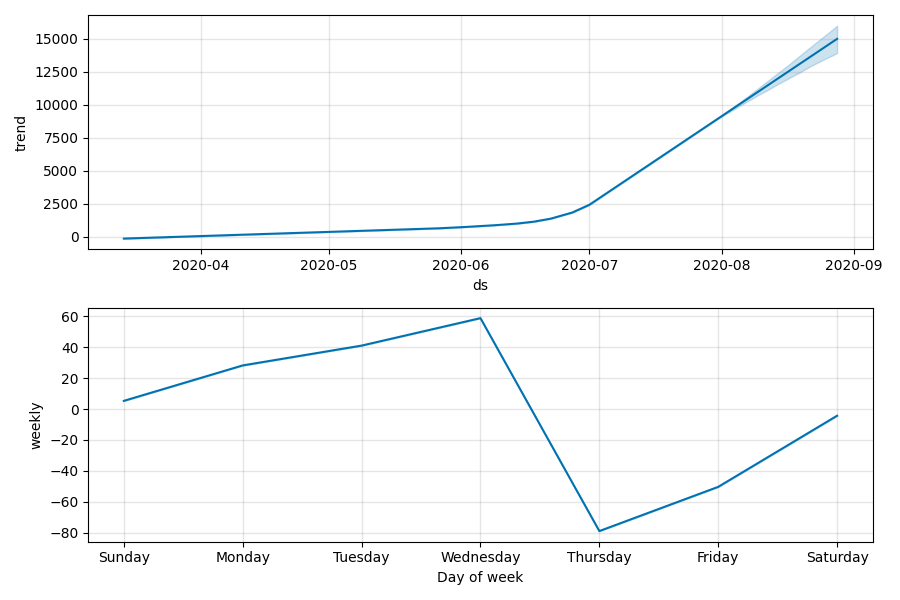 15000
12500
10000
7500
5000
2500
0
trend
2020-04 2020-05 2020-06 2020-07 2020-08 2020-09
ds
60
40
20
0
−20
−40
−60
−80
weekly
Sunday Monday Tuesday Wednesday Thursday Friday Saturday
Day of week